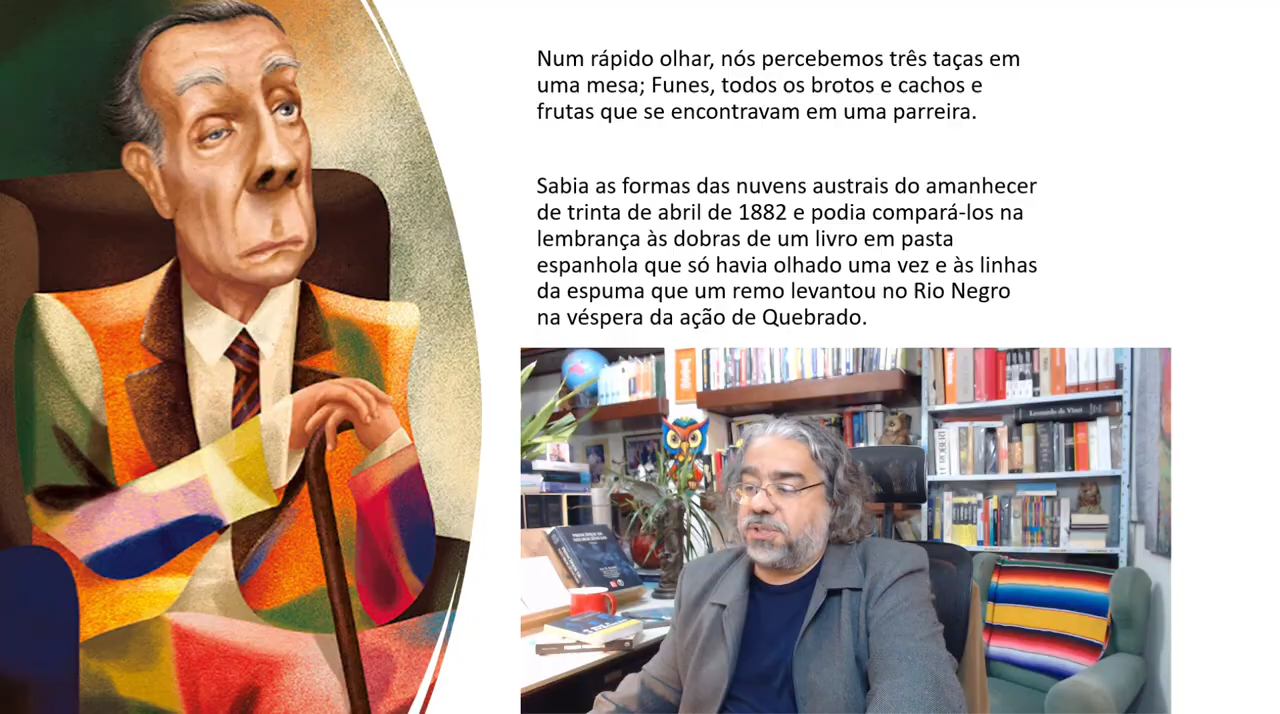 Num rápido olhar, nós percebemos três taças em
uma mesa; Funes, todos os brotos e cachos e
frutas que se encontravam em uma parreira.
Sabia as formas das nuvens austrais do amanhecer
de trinta de abril de 1882 e podia compará-los na
lembrança às dobras de um livro em pasta
espanhola que só havia olhado uma vez e às linhas
da espuma que um remo levantou no Rio Negro
na véspera da ação de Quebrado.
Leonardo da Vinci